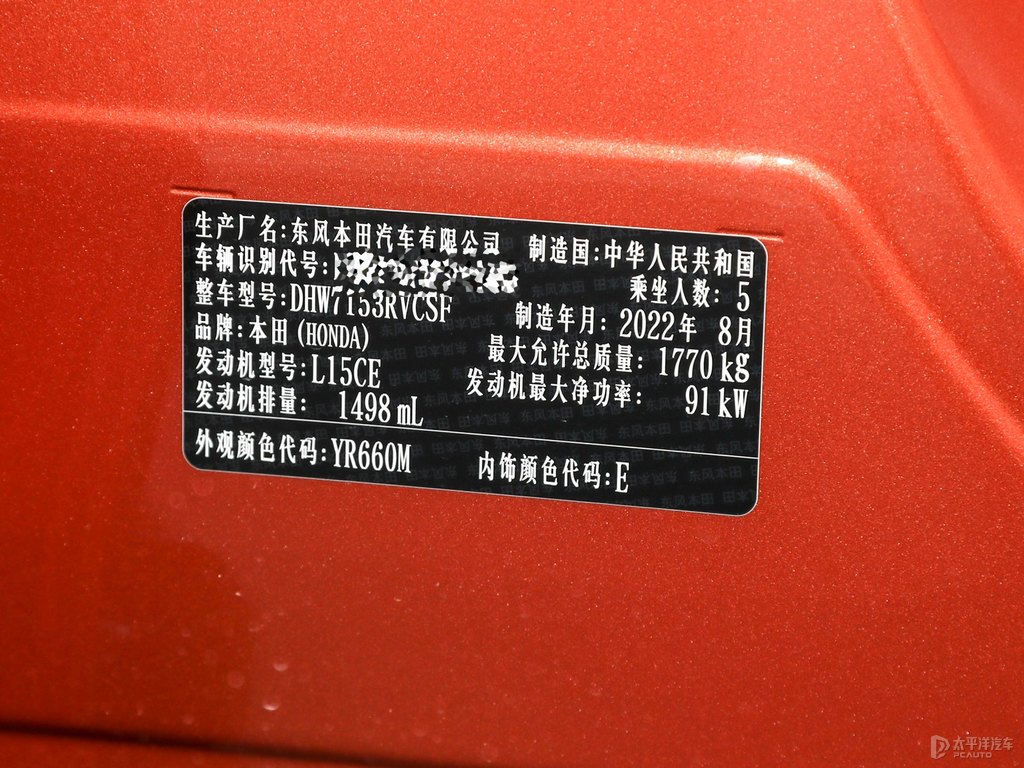 生产厂名:东风本田汽车有限公司 制造国:中华人民共和国
车辆识别代号: 乘坐人数: 5
整车型号:DHW7153RVCSF 制造年月: 2022年 8月
品牌:本田(HONDA) 最大允许总质量: 1770 kg
发动机型号:L15CE 发动机最大净功率: 91 kW
发动机排量: 1498 mL
外观颜色代码:YR660M 内饰颜色代码:E
太平洋汽车
PCAUTO